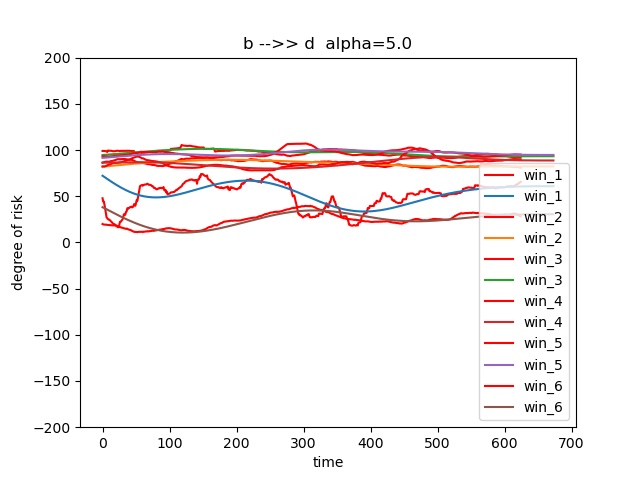 b -->> d  alpha=5.0
degree of risk
200
150
100
50
0
−50
−100
−150
−200
win_1
win_1
win_2
win_2
win_3
win_3
win_4
win_4
win_5
win_5
win_6
win_6
0 100 200 300 400 500 600 700
time